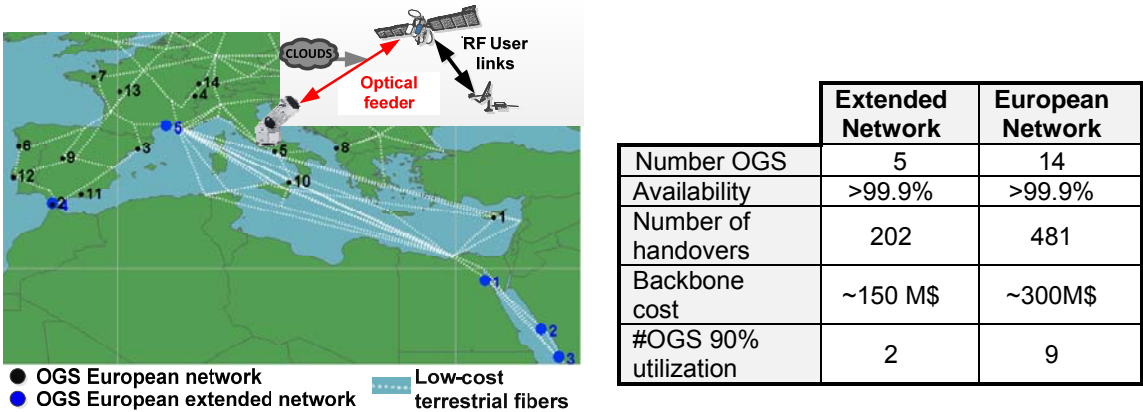 CLOUDS
RF User
links
Optical
feeder
7
13
14
4
5
6
9
3
12
2
4
11
5
8
10
1
1
2
3
OGS European network
OGS European extended network
Low-cost
terrestrial fibers
Extended Network European Network
Number OGS 5 14
Availability >99.9% >99.9%
Number of handovers 202 481
Backbone cost ~150 M$ ~300M$
#OGS 90% utilization 2 9